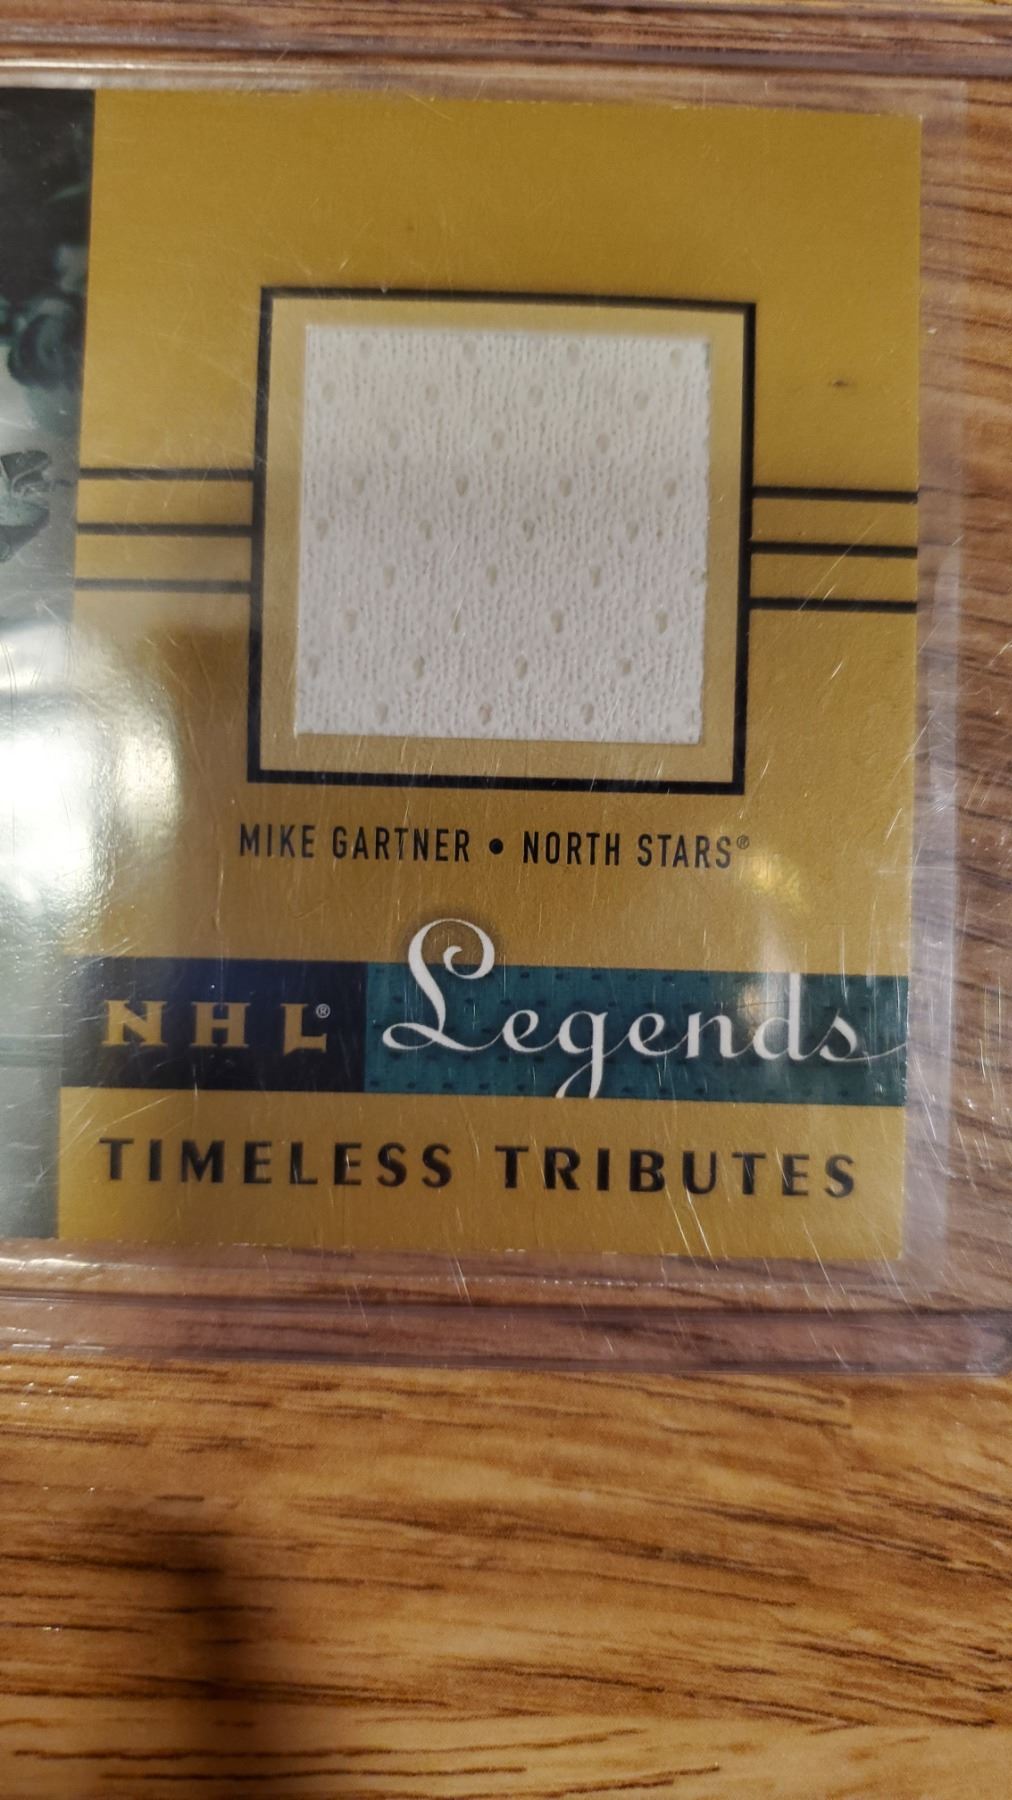 MIKE GARTNER • NORTH STARS®
NHL® Legends
TIMELESS TRIBUTES